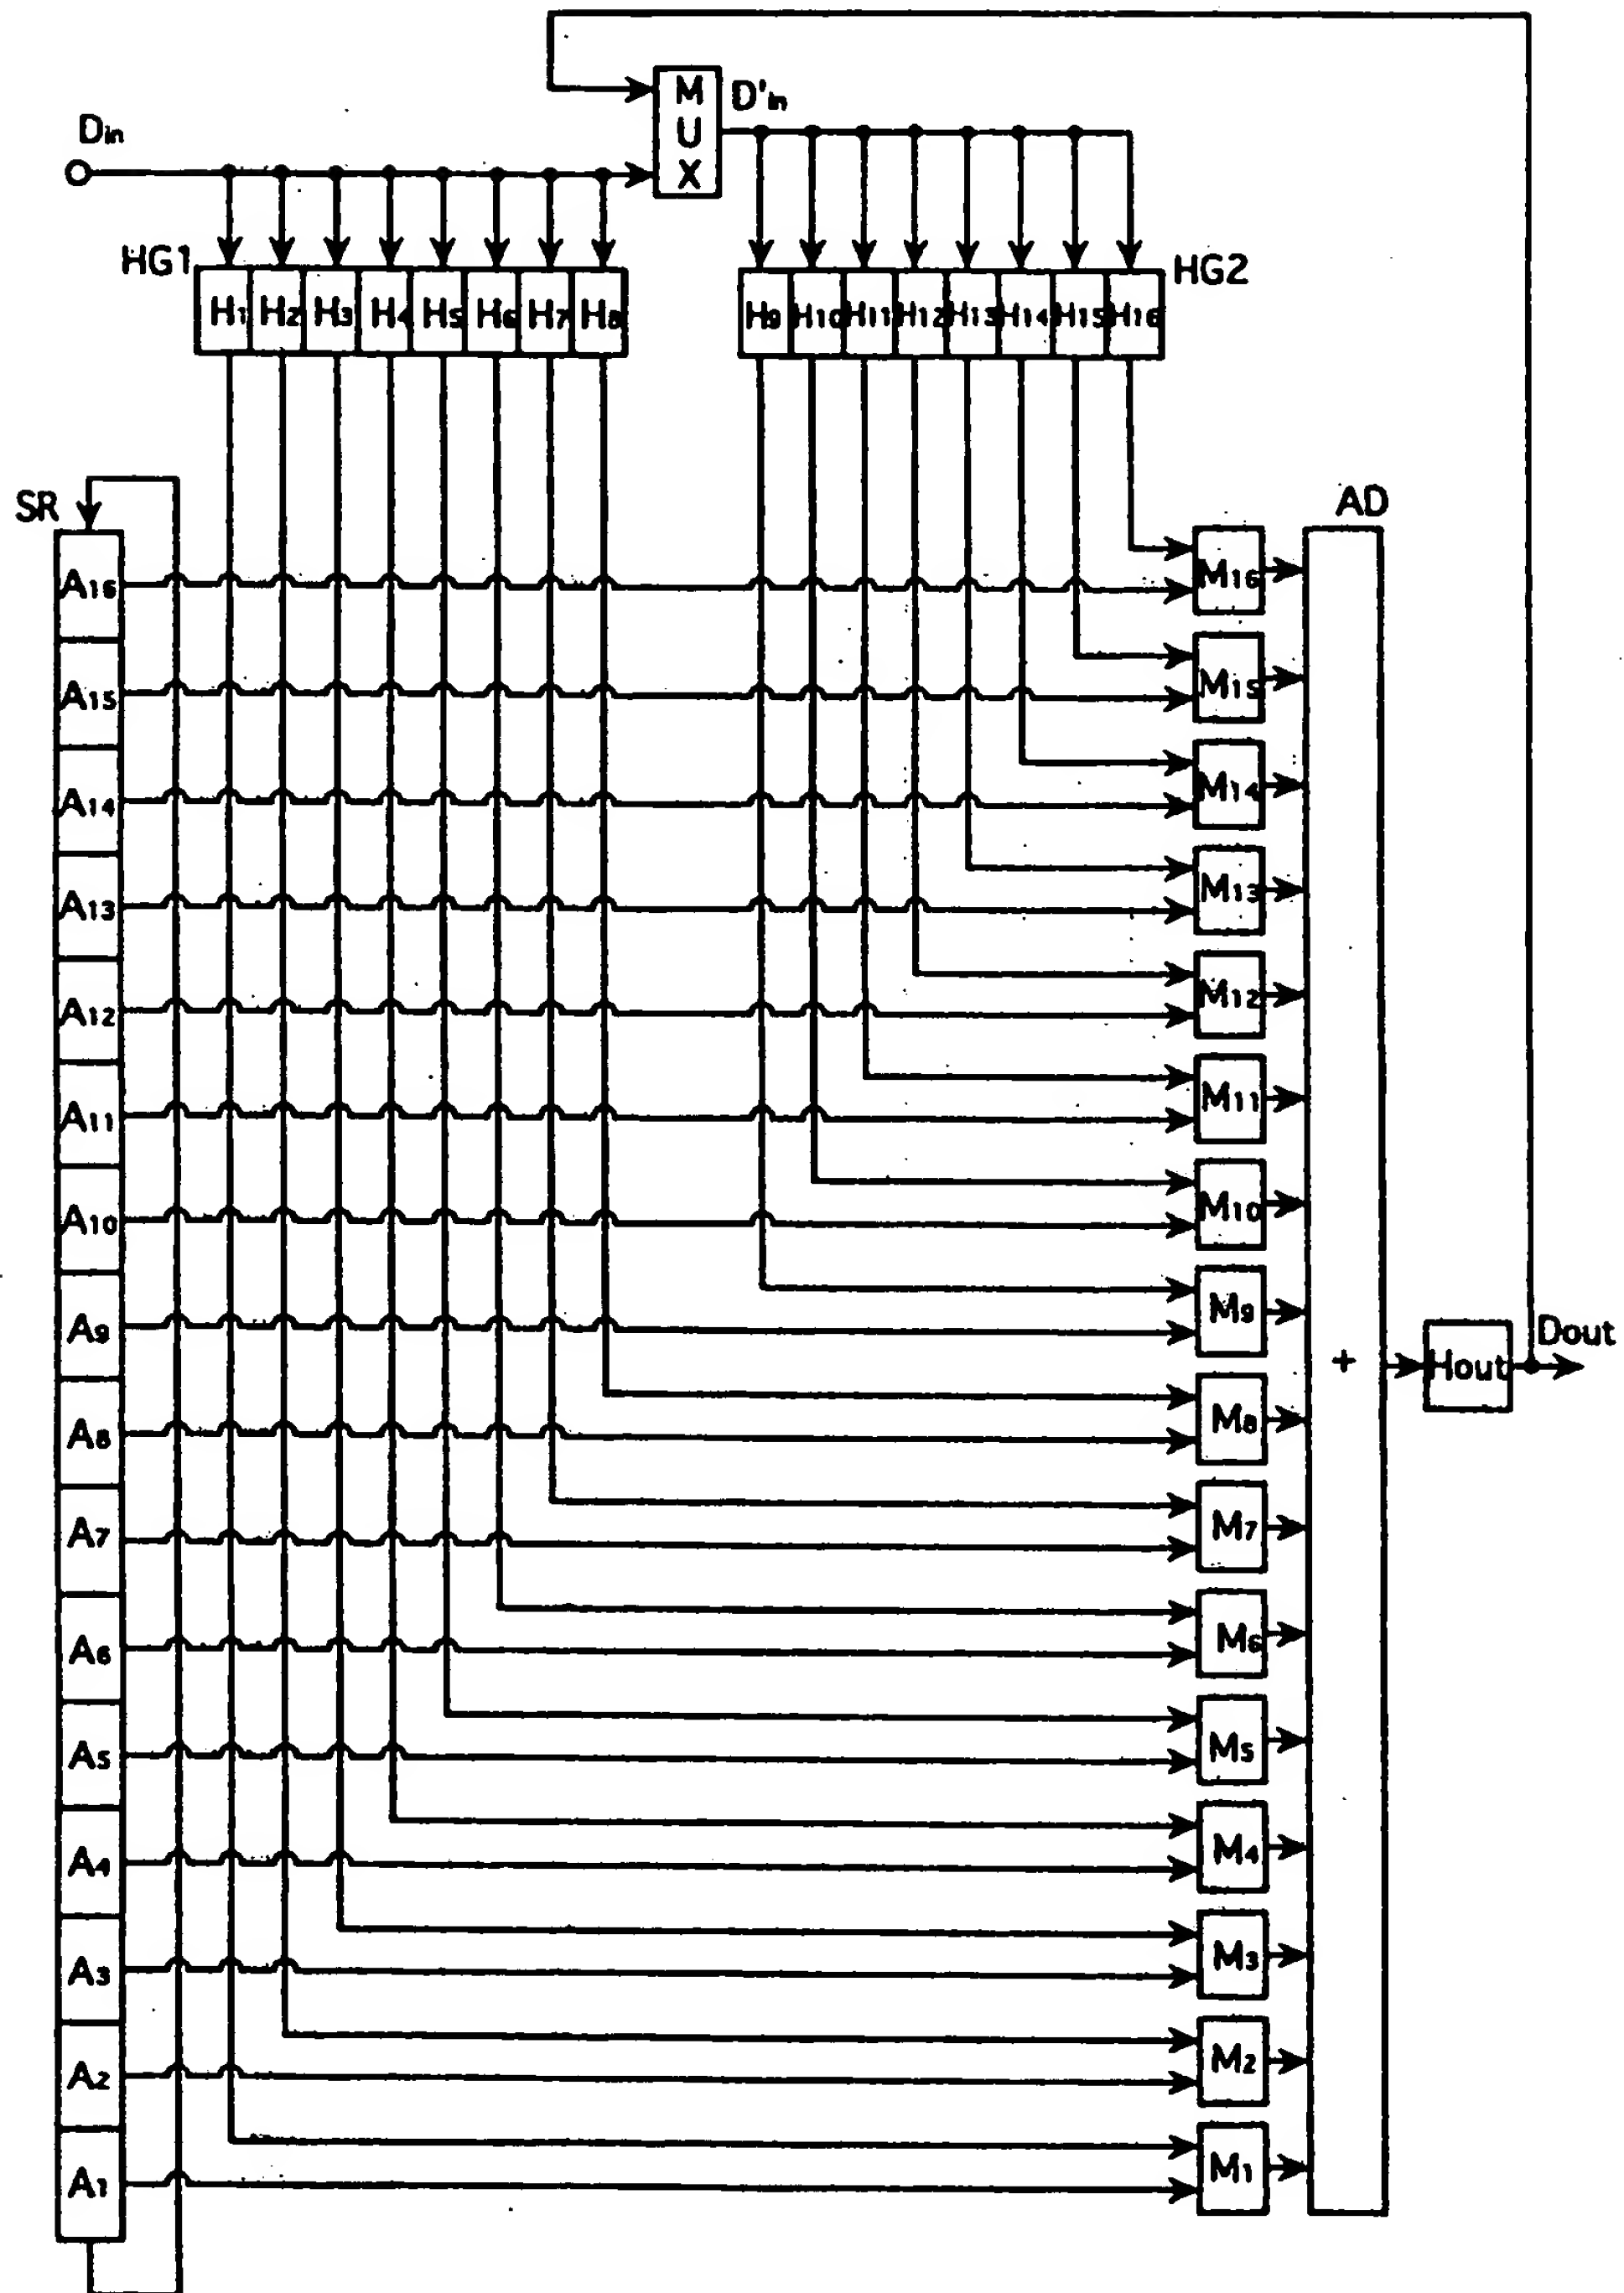 MUX
D'in
Din
HG1
H1 H2 H3 H4 H5 H6 H7 H8
H9 H10 H11 H12 H13 H14 H15 H16
HG2
SR
AD
A16
M16
A15
M15
A14
M14
A13
M13
A12
M12
A11
M11
A10
M10
A9
M9
+
Hout
Dout
A8
M8
A7
M7
A6
M6
A5
M5
A4
M4
A3
M3
A2
M2
A1
M1